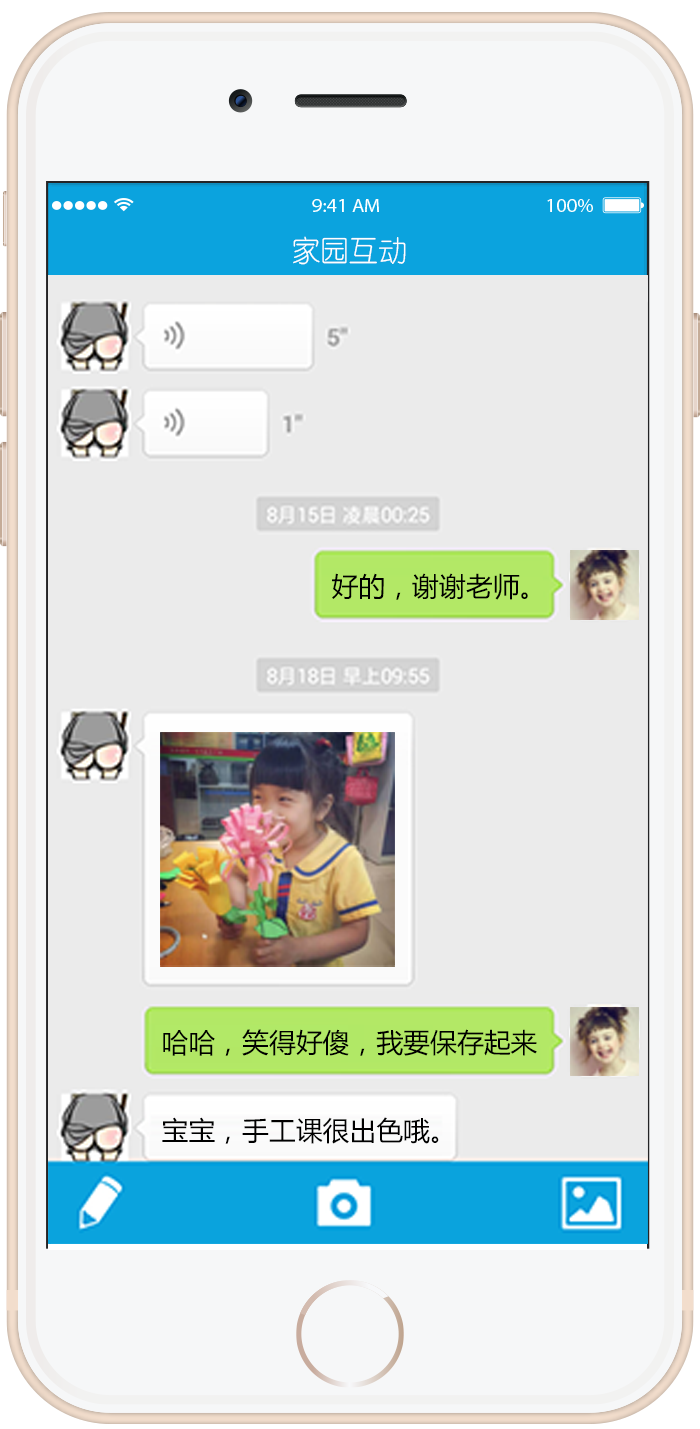 9:41 AM
100%
家园互动
5"
1"
8月15日 凌晨00:25
好的，谢谢老师。
8月18日 早上09:55
哈哈，笑得好傻，我要保存起来
宝宝，手工课很出色哦。